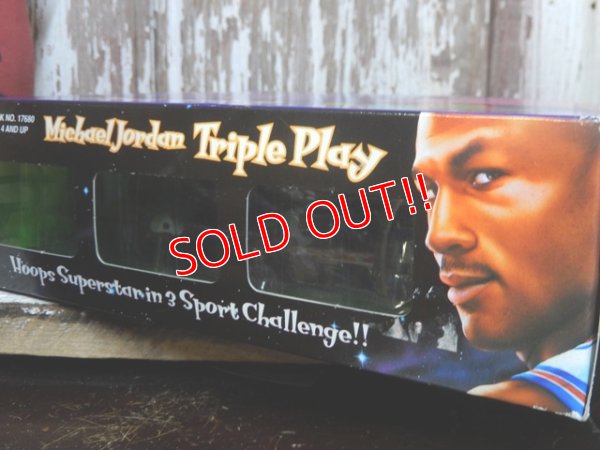 K NO. 17680
4 AND UP
Michael Jordan Triple Play
SOLD OUT!!
Hoops Superstar in 3 Sport Challenge!!